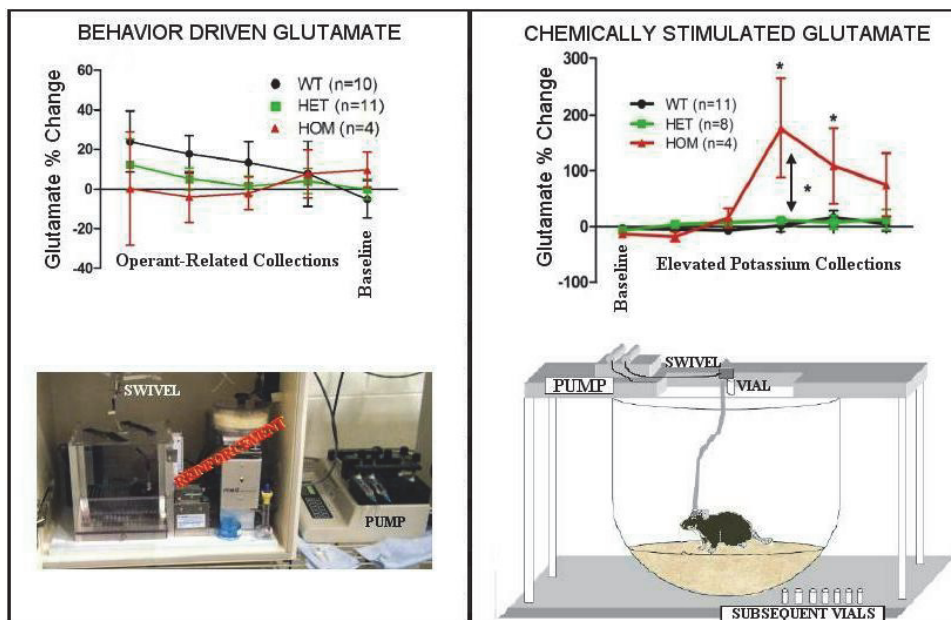 BEHAVIOR DRIVEN GLUTAMATE
Glutamate % Change
60
40
20
0
-20
-40
WT (n=10)
HET (n=11)
HOM (n=4)
Operant-Related Collections
Baseline
SWIVEL
REINFORCEMENT
PUMP
CHEMICALLY STIMULATED GLUTAMATE
Glutamate % Change
300
200
100
0
-100
WT (n=11)
HET (n=8)
HOM (n=4)
*
*
*
Baseline
Elevated Potassium Collections
SWIVEL
PUMP
VIAL
SUBSEQUENT VIALS